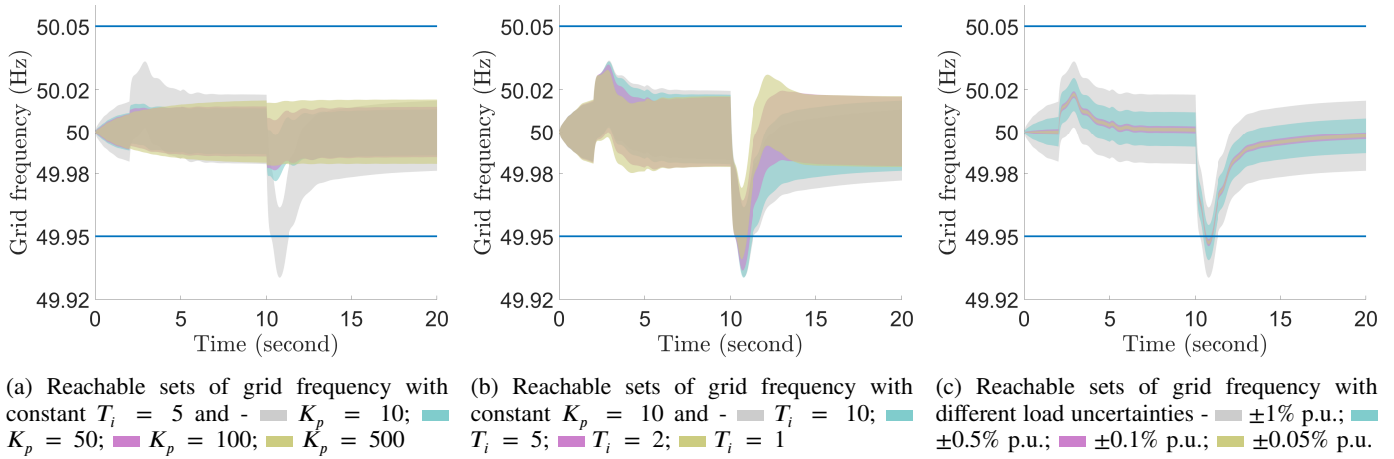 50.05
50.02
50
49.98
49.95
49.92
Grid frequency (Hz)
0
5
10
15
20
Time (second)
(a) Reachable sets of grid frequency with
constant T_i = 5 and - K_p = 10;
K_p = 50; K_p = 100; K_p = 500
50.05
50.02
50
49.98
49.95
49.92
Grid frequency (Hz)
0
5
10
15
20
Time (second)
(b) Reachable sets of grid frequency with
constant K_p = 10 and - T_i = 10;
T_i = 5; T_i = 2; T_i = 1
50.05
50.02
50
49.98
49.95
49.92
Grid frequency (Hz)
0
5
10
15
20
Time (second)
(c) Reachable sets of grid frequency with
different load uncertainties - ±1% p.u.;
±0.5% p.u.; ±0.1% p.u.; ±0.05% p.u.